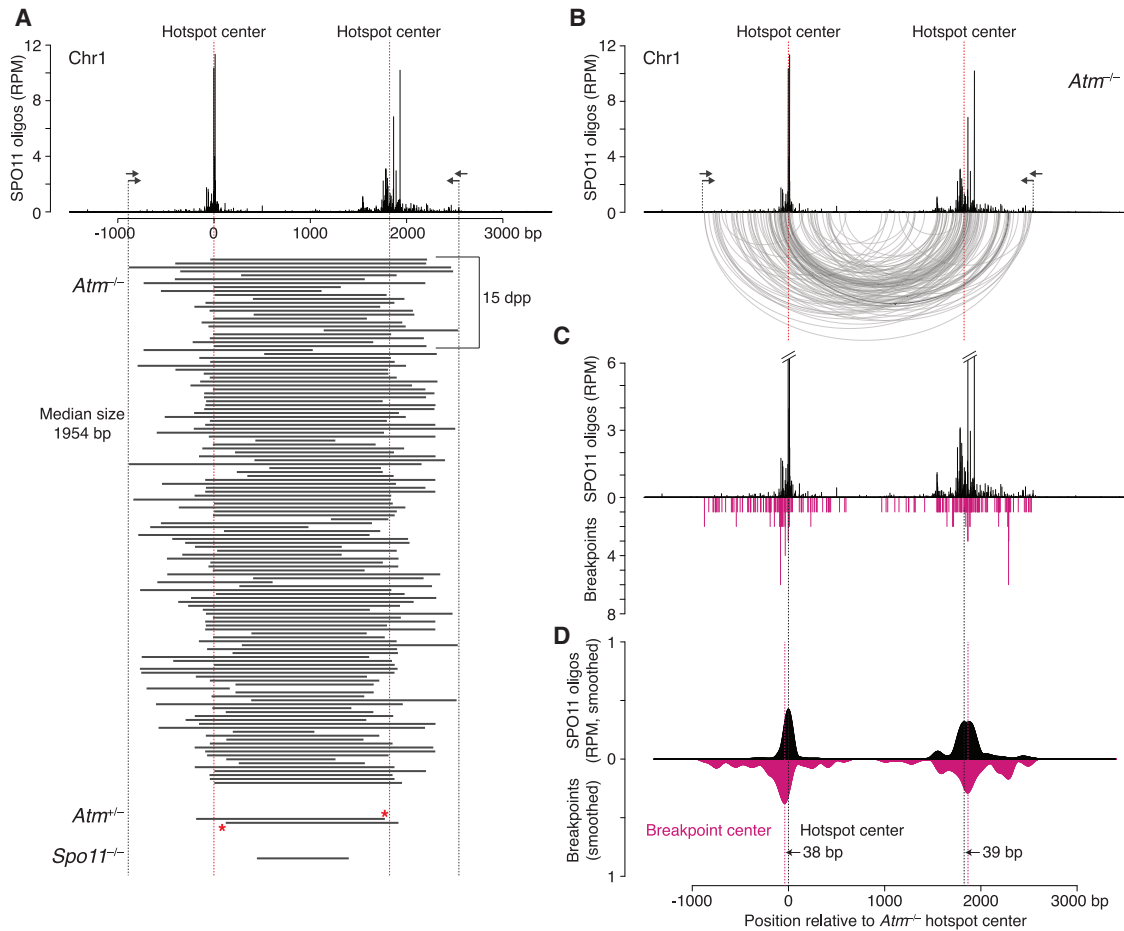 A
Hotspot center
Hotspot center
Chr1
SPO11 oligos (RPM)
12
8
4
0
-1000
0
1000
2000
3000 bp
Atm−/−
15 dpp
Median size
1954 bp
Atm+/−
*
*
Spo11−/−
B
Hotspot center
Hotspot center
Chr1
Atm−/−
SPO11 oligos (RPM)
12
8
4
0
C
SPO11 oligos (RPM)
6
3
0
Breakpoints
4
8
D
SPO11 oligos
(RPM, smoothed)
1
0
Breakpoints
(smoothed)
1
Breakpoint center
Hotspot center
38 bp
39 bp
-1000
0
1000
2000
3000 bp
Position relative to Atm−/− hotspot center